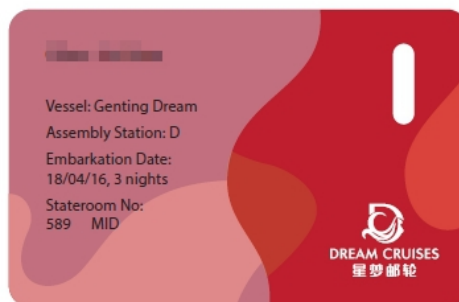 Vessel: Genting Dream
Assembly Station: D
Embarkation Date:
18/04/16, 3 nights
Stateroom No:
589 MID
DREAM CRUISES
星梦邮轮